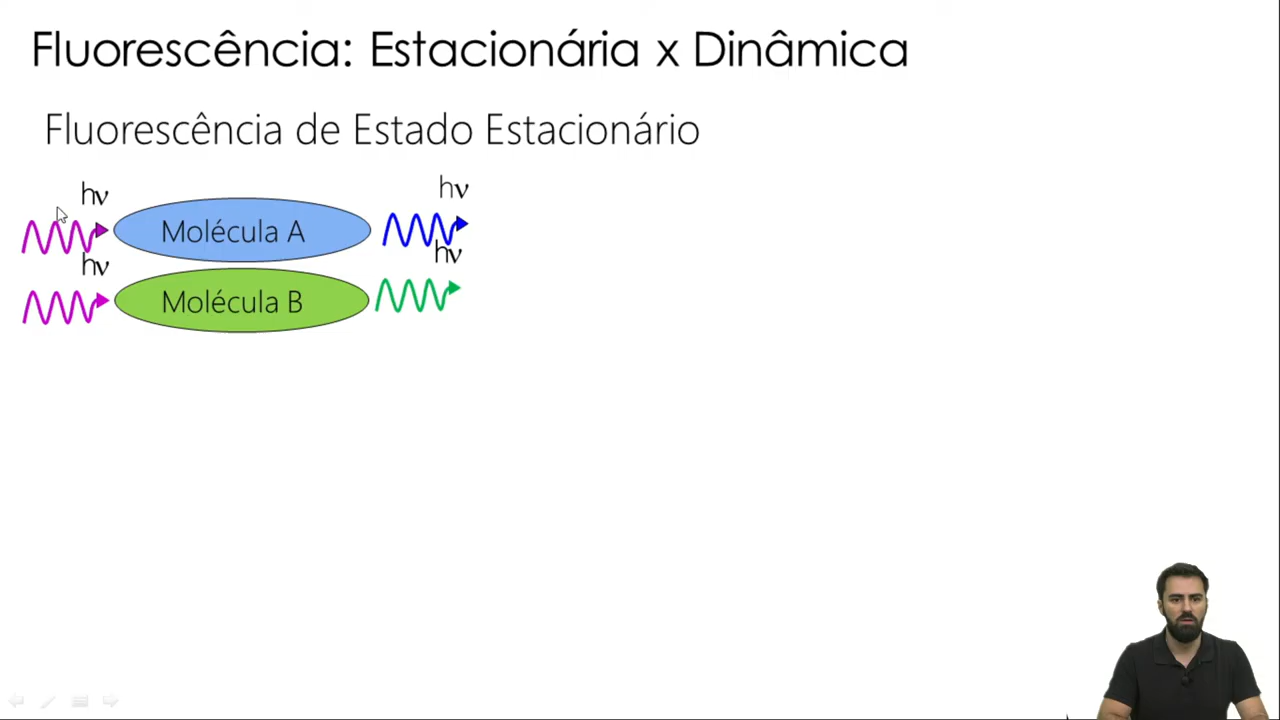 Fluorescência: Estacionária x Dinâmica
Fluorescência de Estado Estacionário
hν
hν
Molécula A
hν
hν
Molécula B